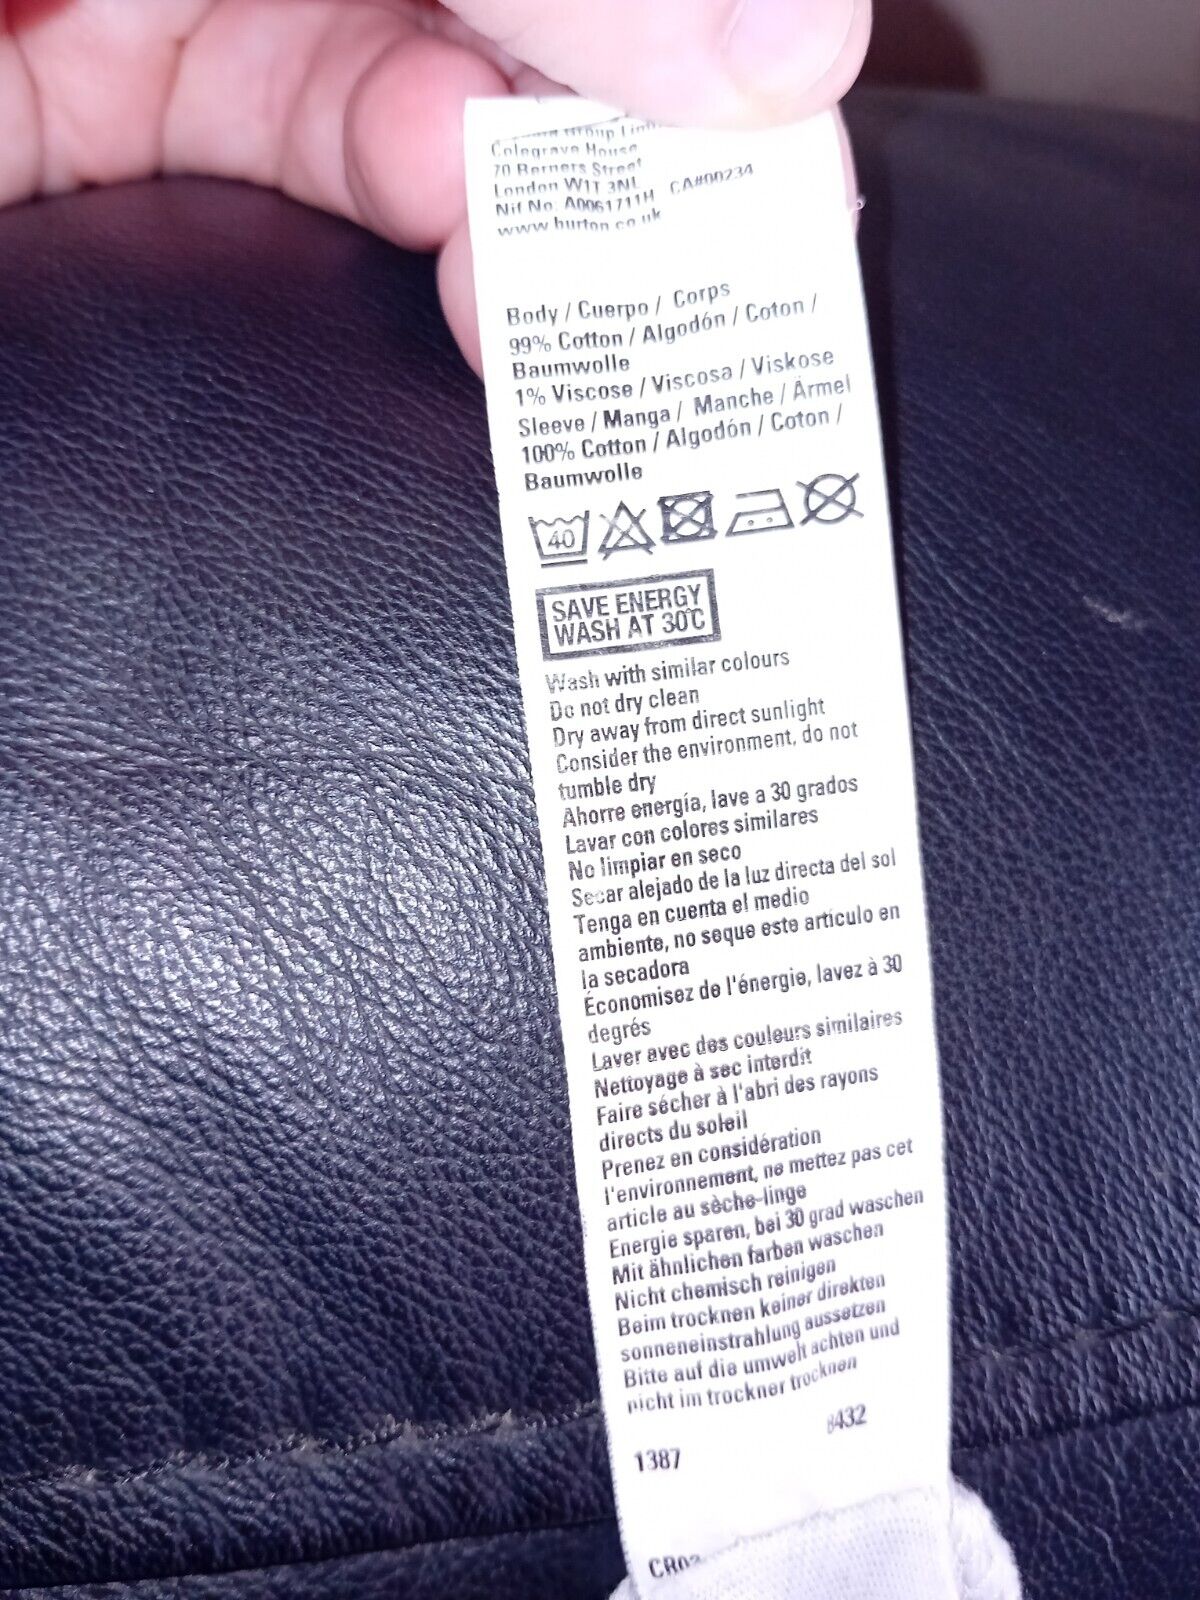 Group
Colegrave House
70 Berners Street
London W1T 3NL
Nif No: A0061711H CA#00234
www.burton.co.uk
Body / Cuerpo / Corps
99% Cotton / Algodón / Coton /
Baumwolle
1% Viscose / Viscosa / Viskose
Sleeve / Manga / Manche / Ärmel
100% Cotton / Algodón / Coton /
Baumwolle
40
SAVE ENERGY
WASH AT 30°C
Wash with similar colours
Do not dry clean
Dry away from direct sunlight
Consider the environment, do not
tumble dry
Ahorre energía, lave a 30 grados
Lavar con colores similares
No limpiar en seco
Secar alejado de la luz directa del sol
Tenga en cuenta el medio
ambiente, no seque este artículo en
la secadora
Économisez de l'énergie, lavez à 30
degrés
Laver avec des couleurs similaires
Nettoyage à sec interdit
Faire sécher à l'abri des rayons
directs du soleil
Prenez en considération
l'environnement, ne mettez pas cet
article au sèche-linge
Energie sparen, bei 30 grad waschen
Mit ähnlichen farben waschen
Nicht chemisch reinigen
Beim trocknen keiner direkten
sonneneinstrahlung aussetzen
Bitte auf die umwelt achten und
nicht im trockner trocknen
1387 8432